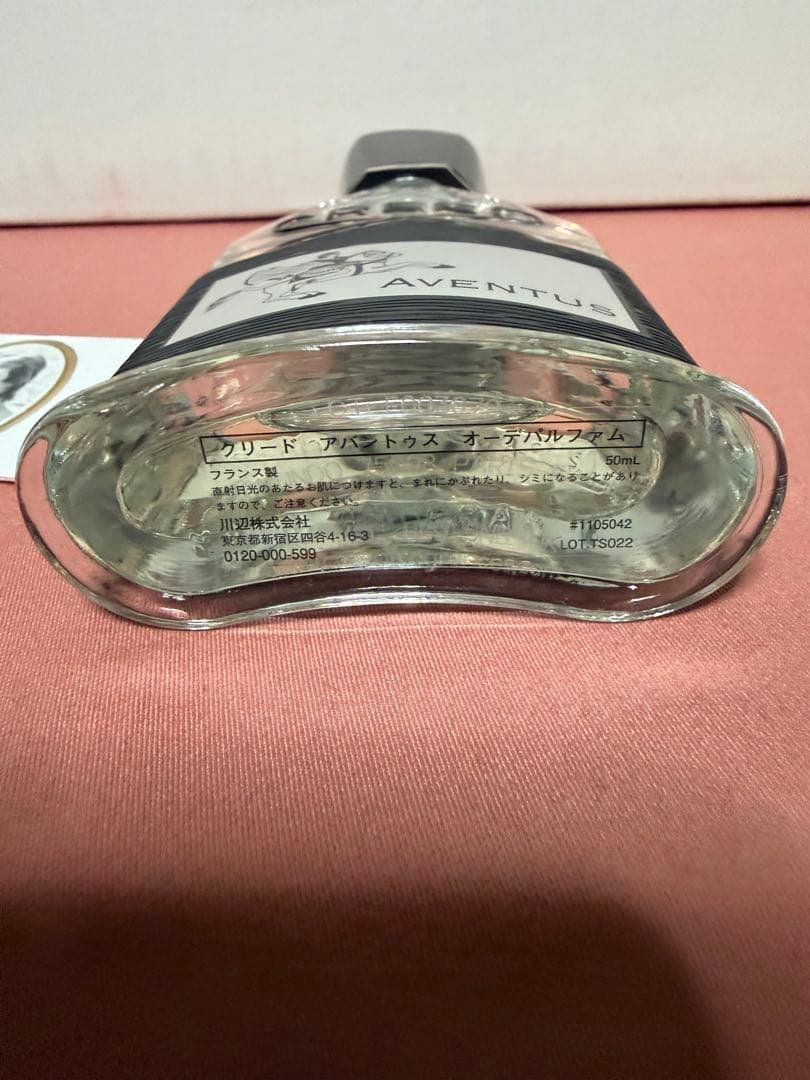 CREED
AVENTUS
クリード アバントゥス オーデパルファム
フランス製 50mL
直射日光のあたるお肌につけますと、まれにかぶれたり、シミになることがあり
ますので、ご注意ください。
川辺株式会社 #1105042
東京都新宿区四谷4-16-3 LOT.TS022
0120-000-599